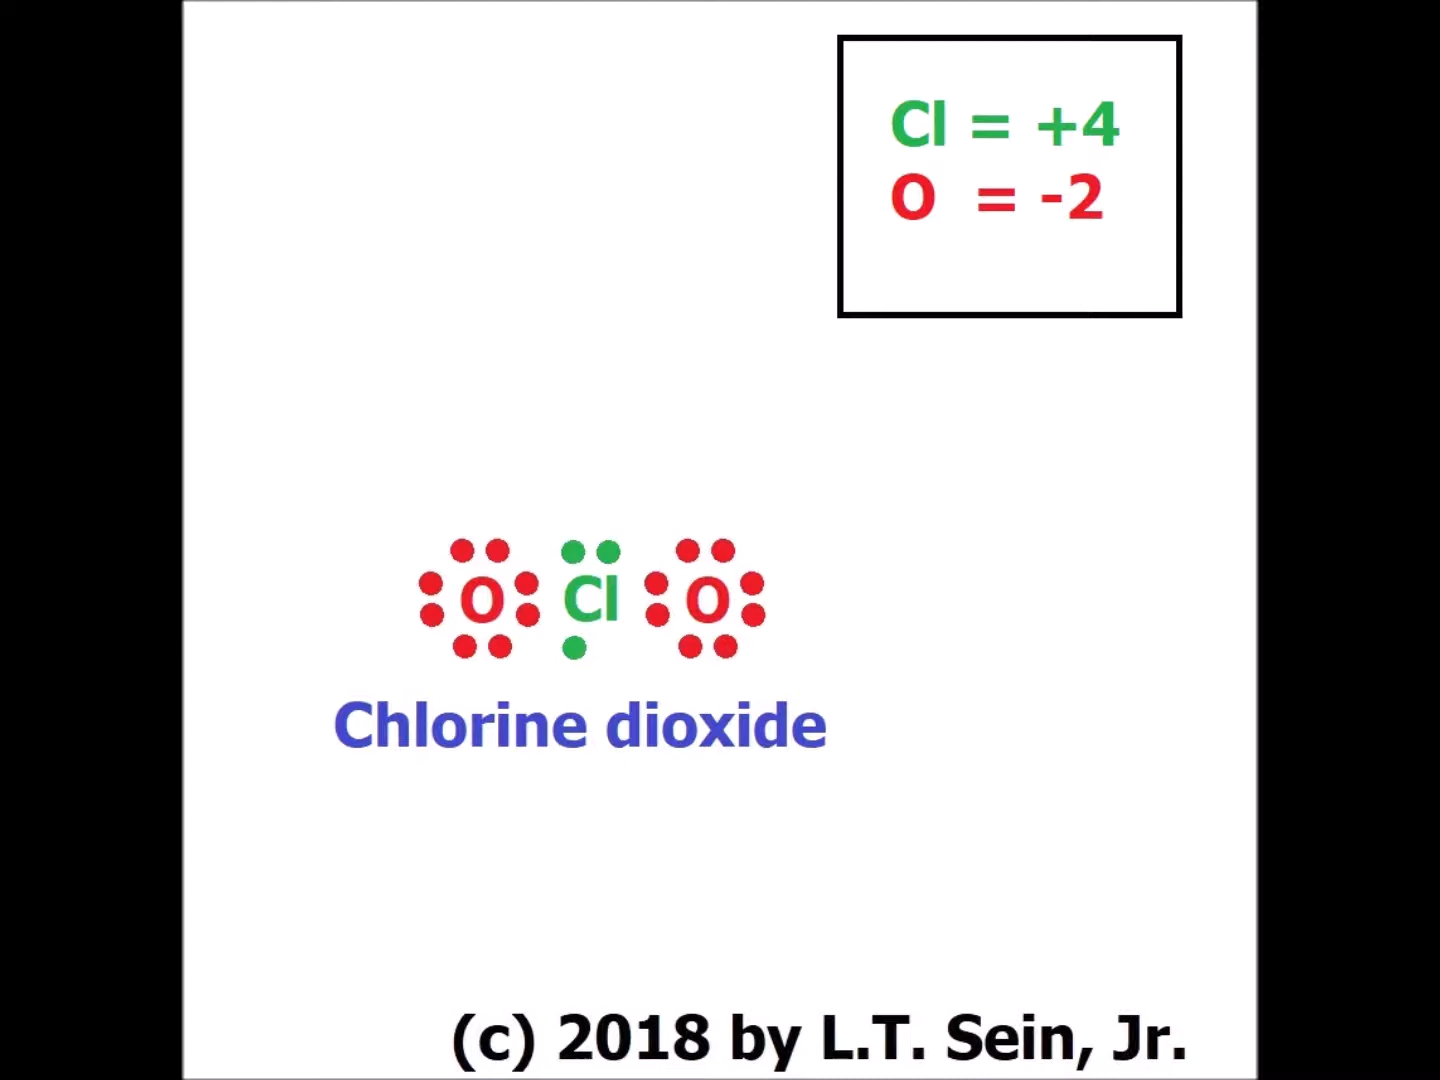 Cl = +4
O = -2
O Cl O
Chlorine dioxide
(c) 2018 by L.T. Sein, Jr.